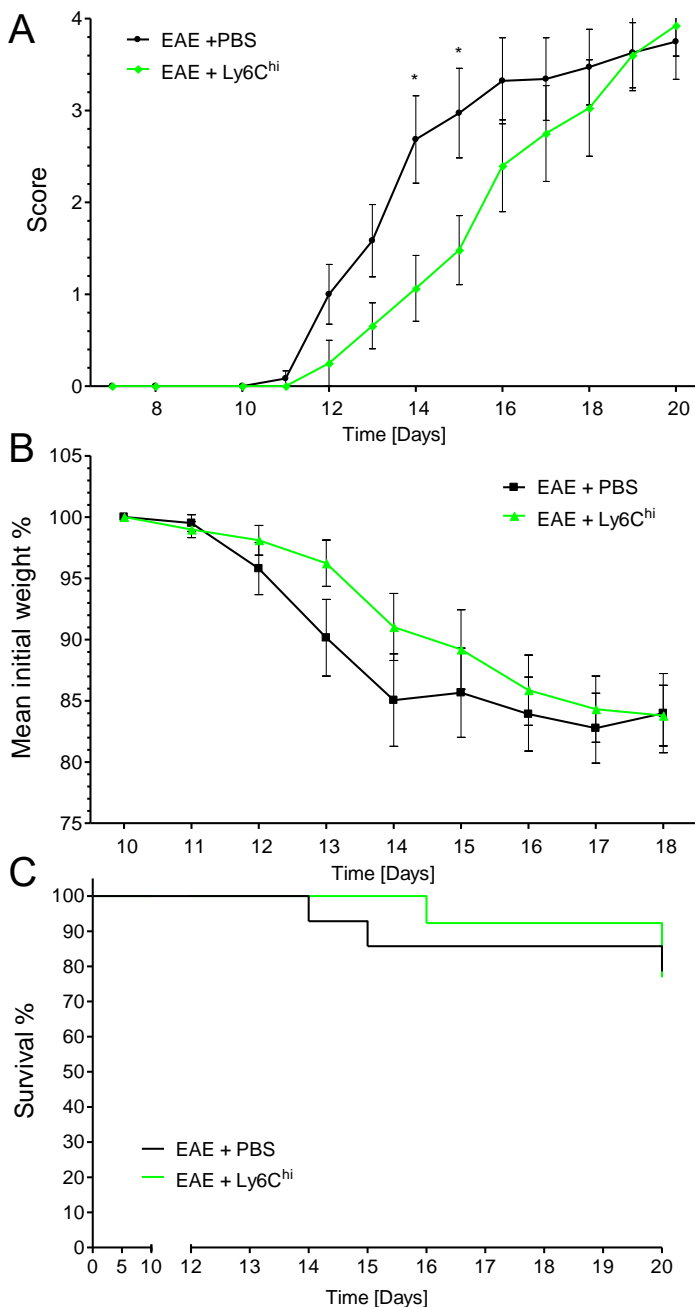 A
EAE +PBS
EAE + Ly6Chi
Score
4
3
2
1
0
* *
8 10 12 14 16 18 20
Time [Days]
B
EAE + PBS
EAE + Ly6Chi
Mean initial weight %
105
100
95
90
85
80
75
10 11 12 13 14 15 16 17 18
Time [Days]
C
Survival %
100
90
80
70
60
50
40
30
20
10
0
EAE + PBS
EAE + Ly6Chi
0 5 10 12 13 14 15 16 17 18 19 20
Time [Days]